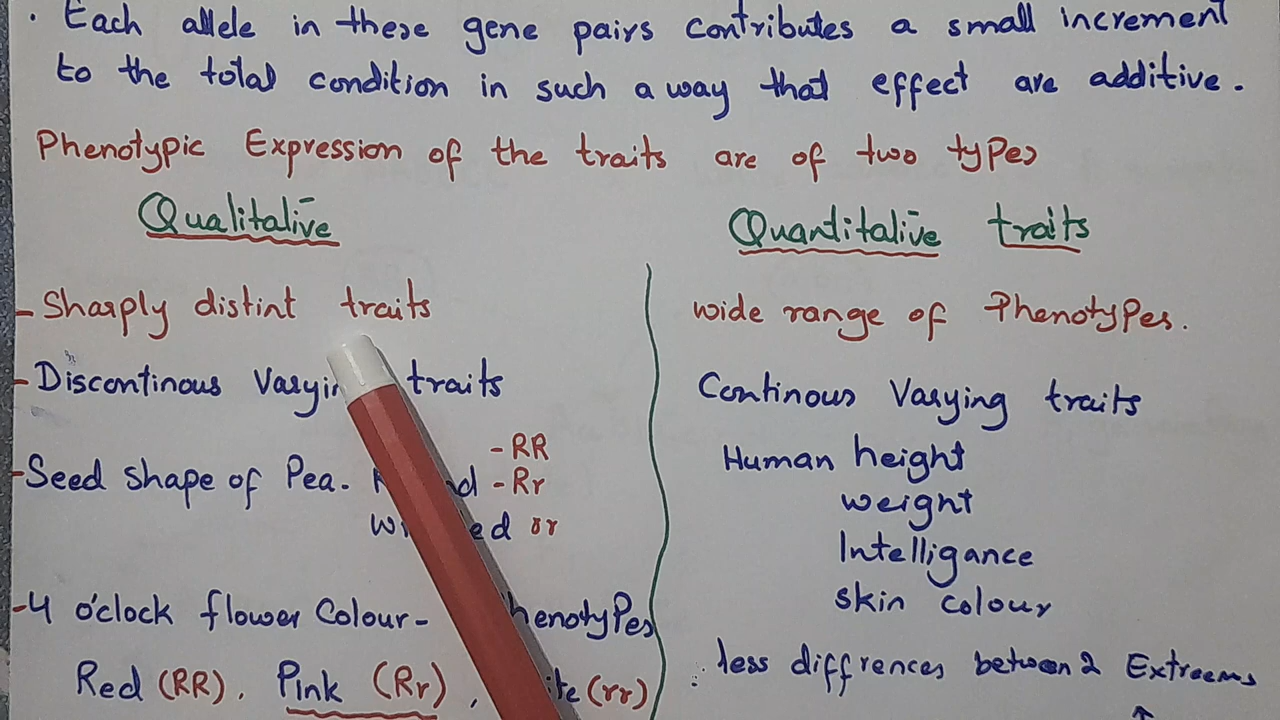 . Each allele in these gene pairs contributes a small increment
to the total condition in such a way that effect are additive.
Phenotypic Expression of the traits are of two types
Qualitative
- Sharply distint traits
- Discontinous Varyin traits
- Seed shape of Pea. - RR
- Rr
rr
- 4 o'clock flower Colour - henotypes
Red (RR). Pink (Rr), (rr)
Quantitative traits
wide range of Phenotypes.
Continous Varying traits
Human height
weight
Intelligance
skin colour
less diffrences between 2 Extreems